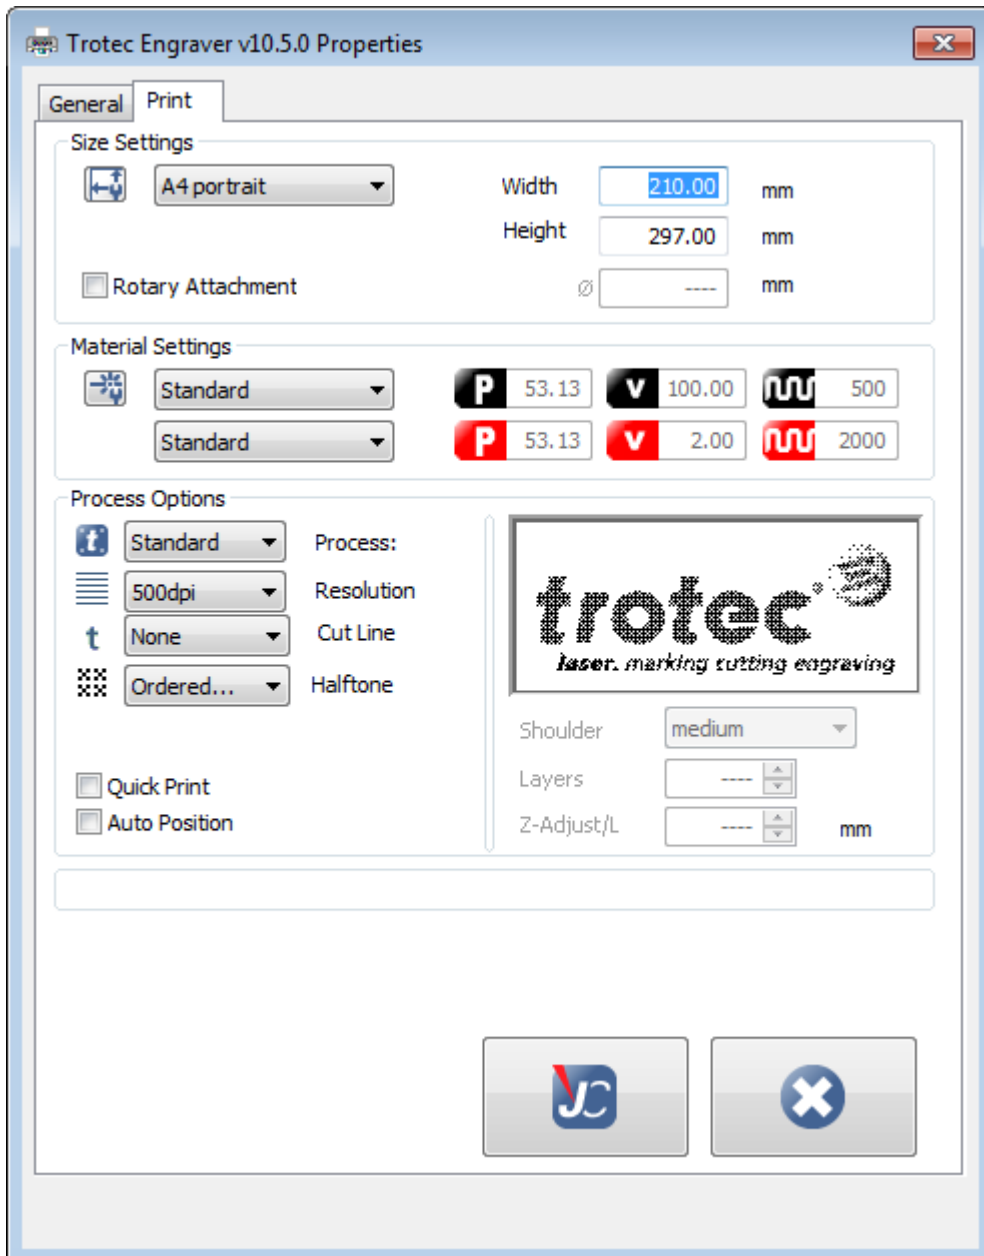 Trotec Engraver v10.5.0 Properties
General Print
Size Settings
A4 portrait Width 210.00 mm
Height 297.00 mm
Rotary Attachment Ø ---- mm
Material Settings
Standard P 53.13 v 100.00 500
Standard P 53.13 v 2.00 2000
Process Options
t Standard Process:
500dpi Resolution
t None Cut Line
Ordered... Halftone
trotec
laser. marking cutting engraving
Shoulder medium
Quick Print Layers ----
Auto Position Z-Adjust/L ---- mm
JC